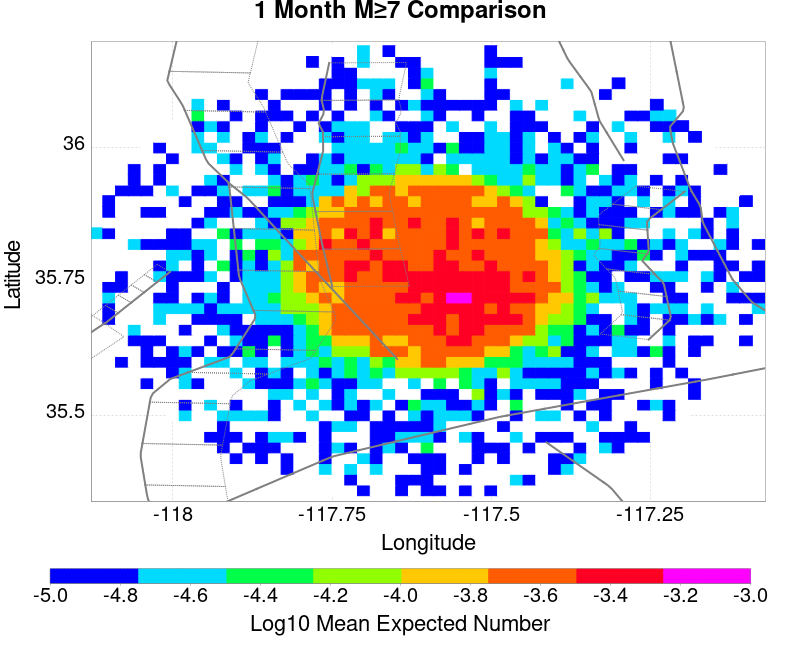 1 Month M≥7 Comparison
36
35.75
35.5
Latitude
-118 -117.75 -117.5 -117.25
Longitude
-5.0 -4.8 -4.6 -4.4 -4.2 -4.0 -3.8 -3.6 -3.4 -3.2 -3.0
Log10 Mean Expected Number